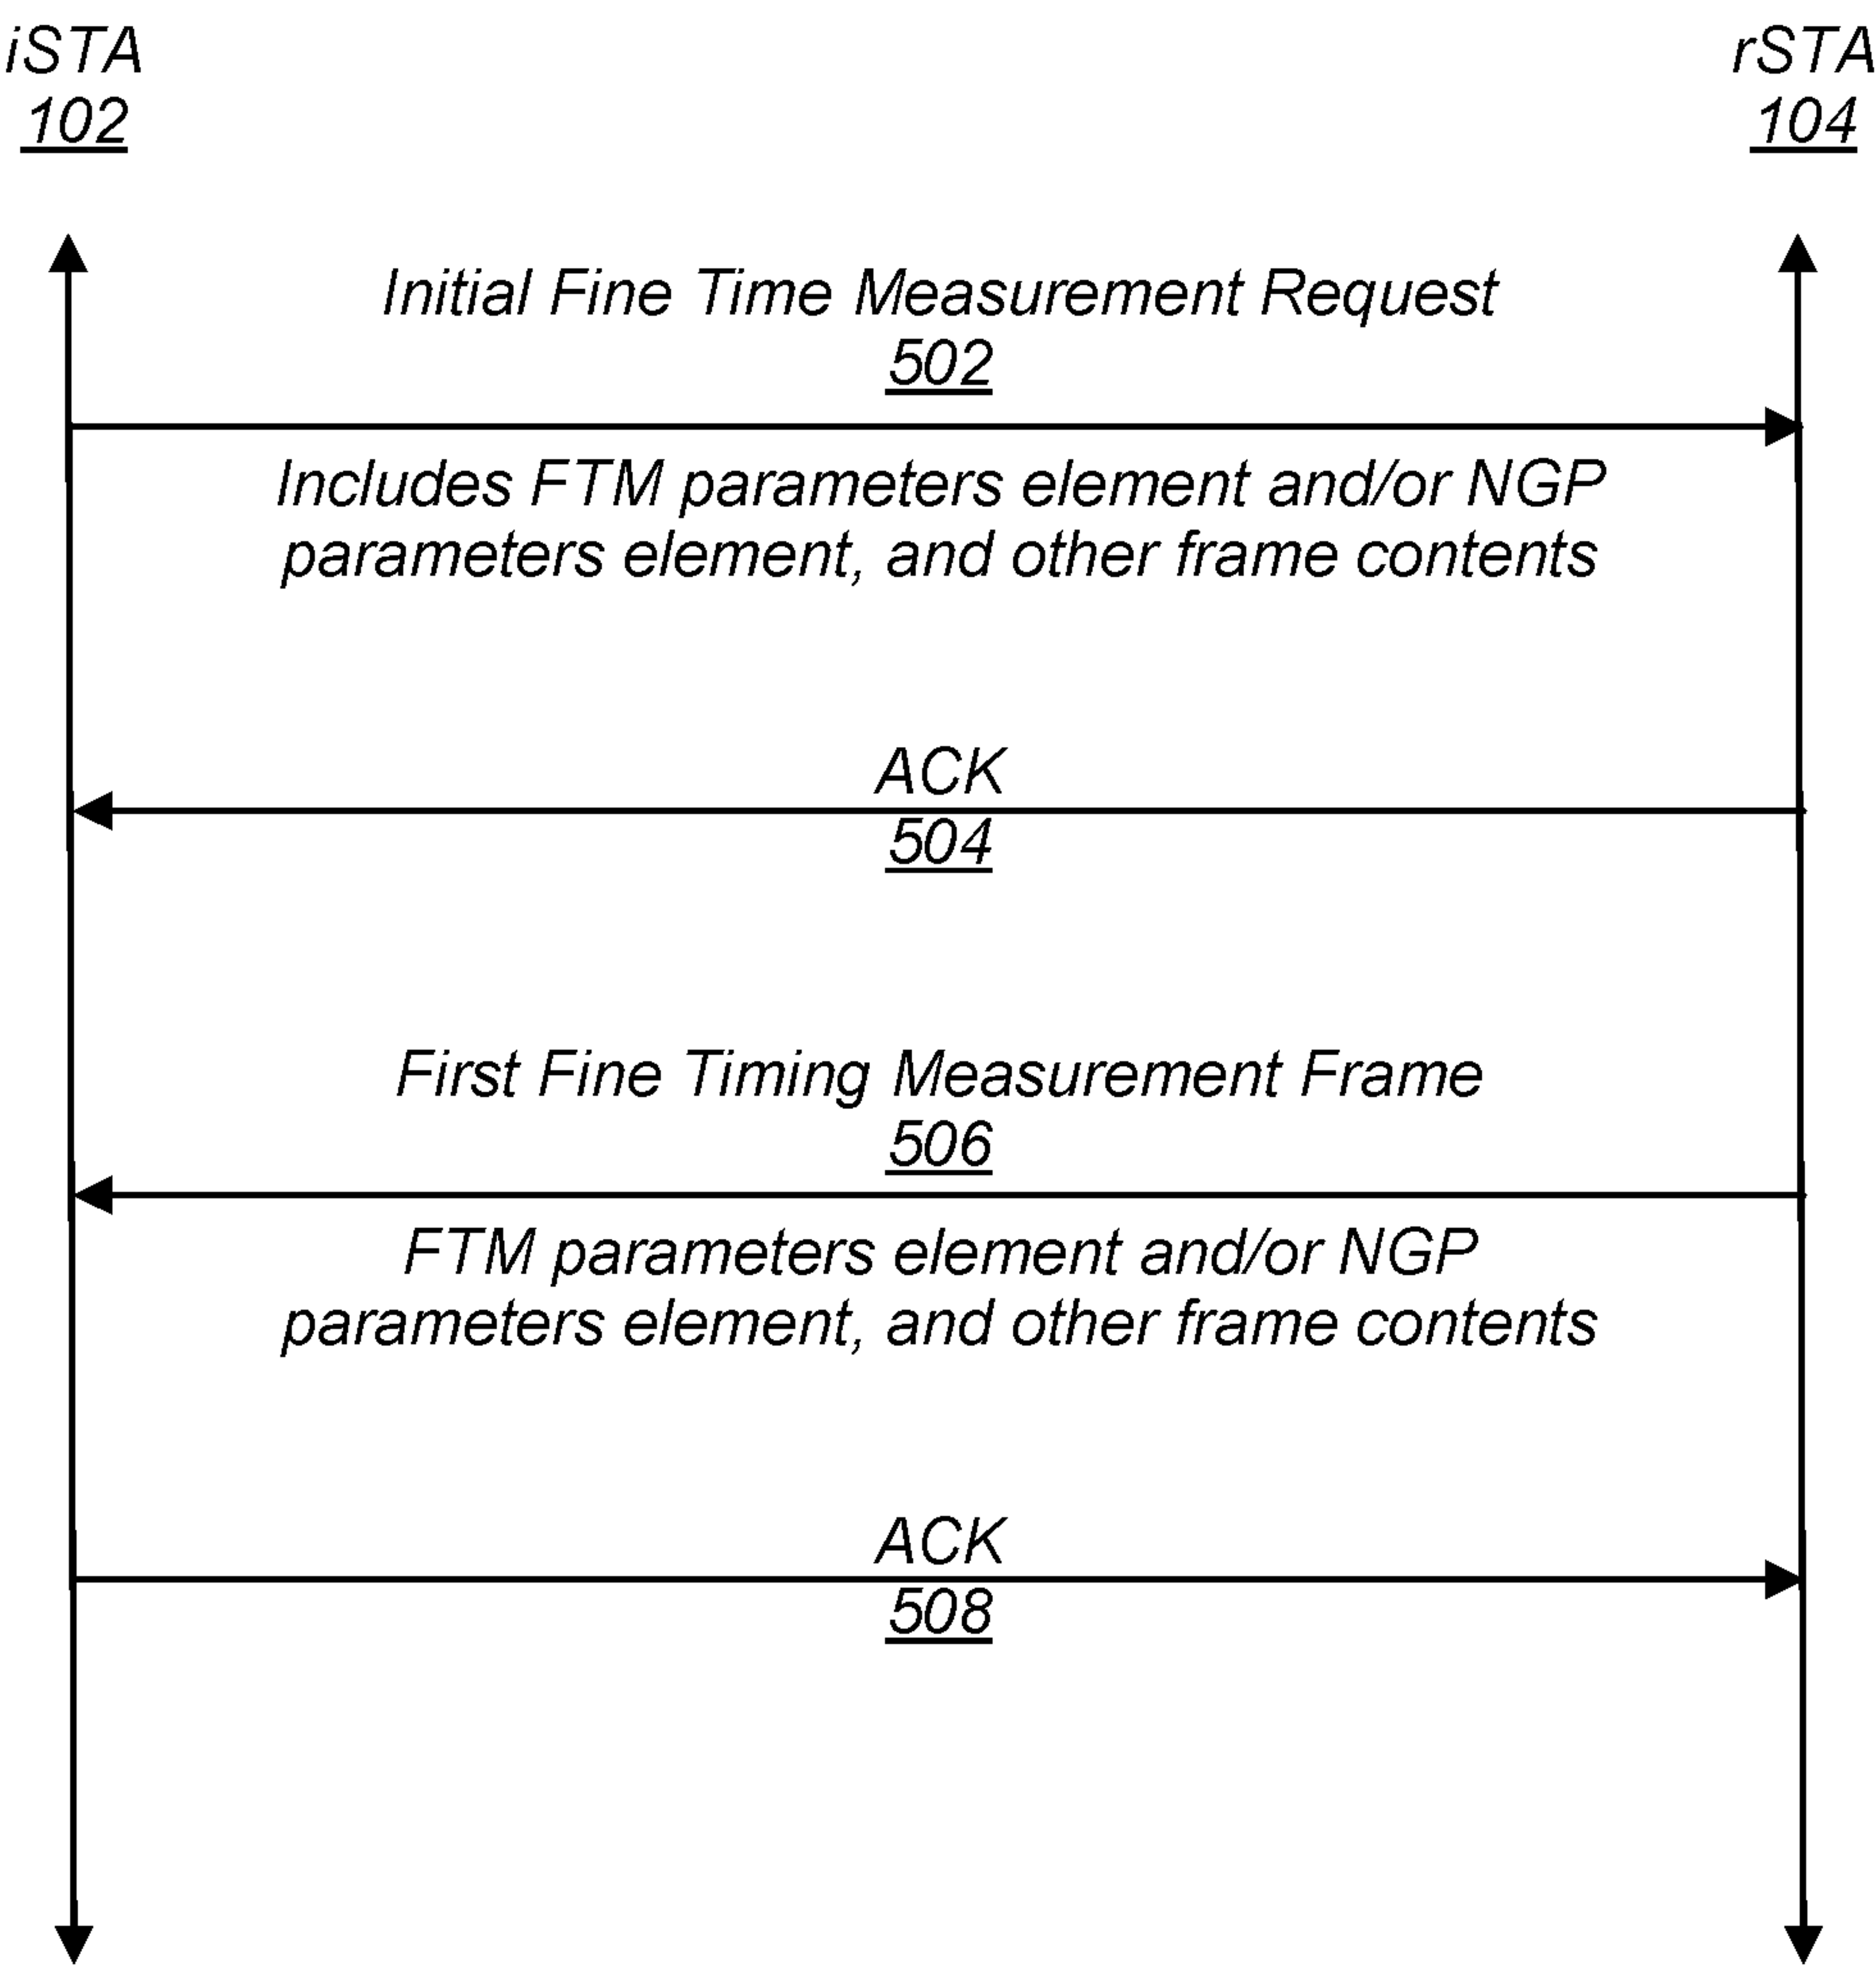 iSTA
102
rSTA
104
Initial Fine Time Measurement Request
502
Includes FTM parameters element and/or NGP
parameters element, and other frame contents
ACK
504
First Fine Timing Measurement Frame
506
FTM parameters element and/or NGP
parameters element, and other frame contents
ACK
508